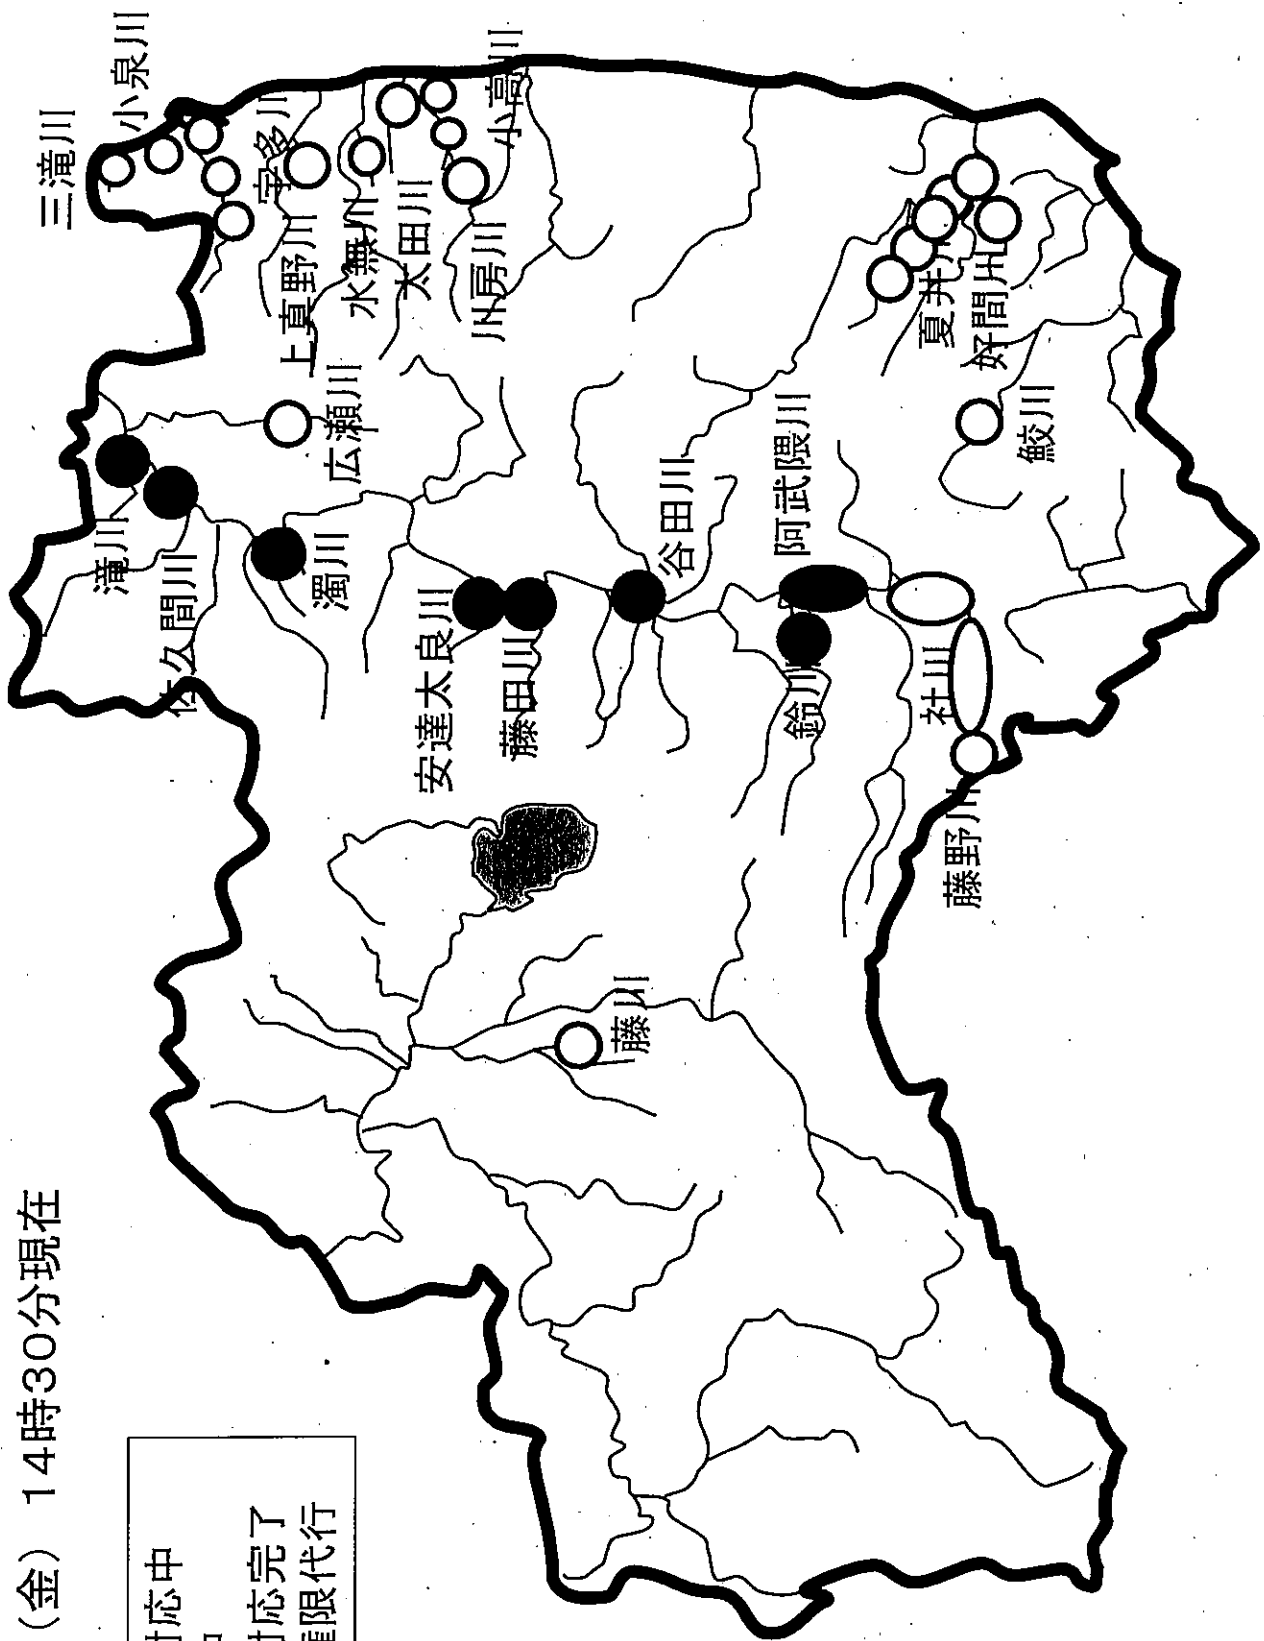 （金）14時30分現在
対応中
中
対応完了
権限代行
三滝川
小泉川
宇多川
上真野川
水無川
太田川
小高川
川房川
広瀬川
滝川
佐久間川
濁川
安達太良川
藤田川
谷田川
阿武隈川
鈴川
社川
藤野川
夏井川
好間川
鮫川
藤川